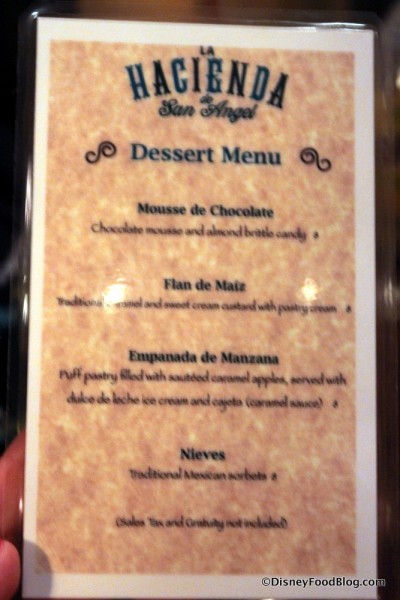 LA
HACIENDA
de
San Angel
Dessert Menu
Mousse de Chocolate
Chocolate mousse and almond brittle candy
Flan de Maíz
Traditional caramel and sweet cream custard with pastry cream
Empanada de Manzana
Puff pastry filled with sautéed caramel apples, served with
dulce de leche ice cream and cajeta (caramel sauce)
Nieves
Traditional Mexican sorbets
(Sales Tax and Gratuity not included)
©DisneyFoodBlog.com